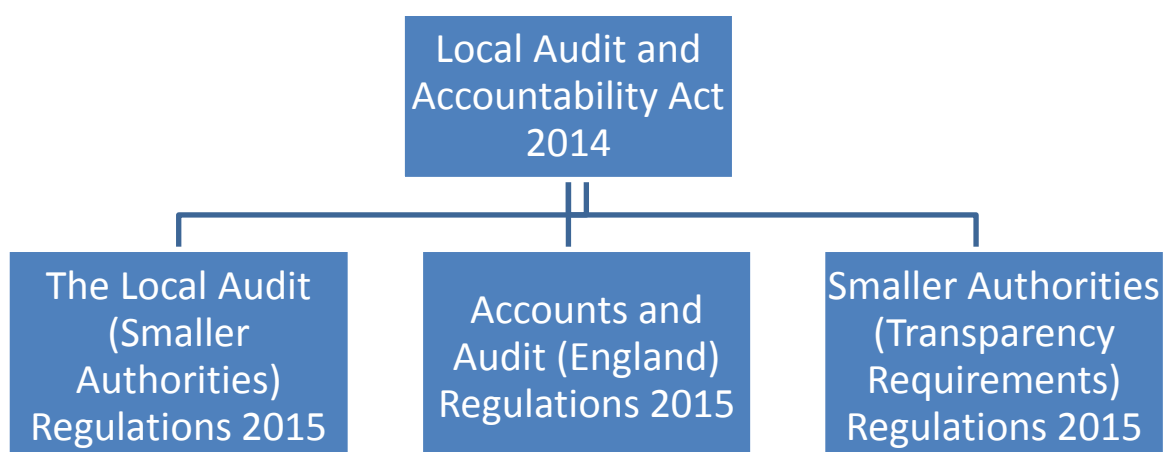 Local Audit and
Accountability Act
2014
The Local Audit
(Smaller
Authorities)
Regulations 2015
Accounts and
Audit (England)
Regulations 2015
Smaller Authorities
(Transparency
Requirements)
Regulations 2015